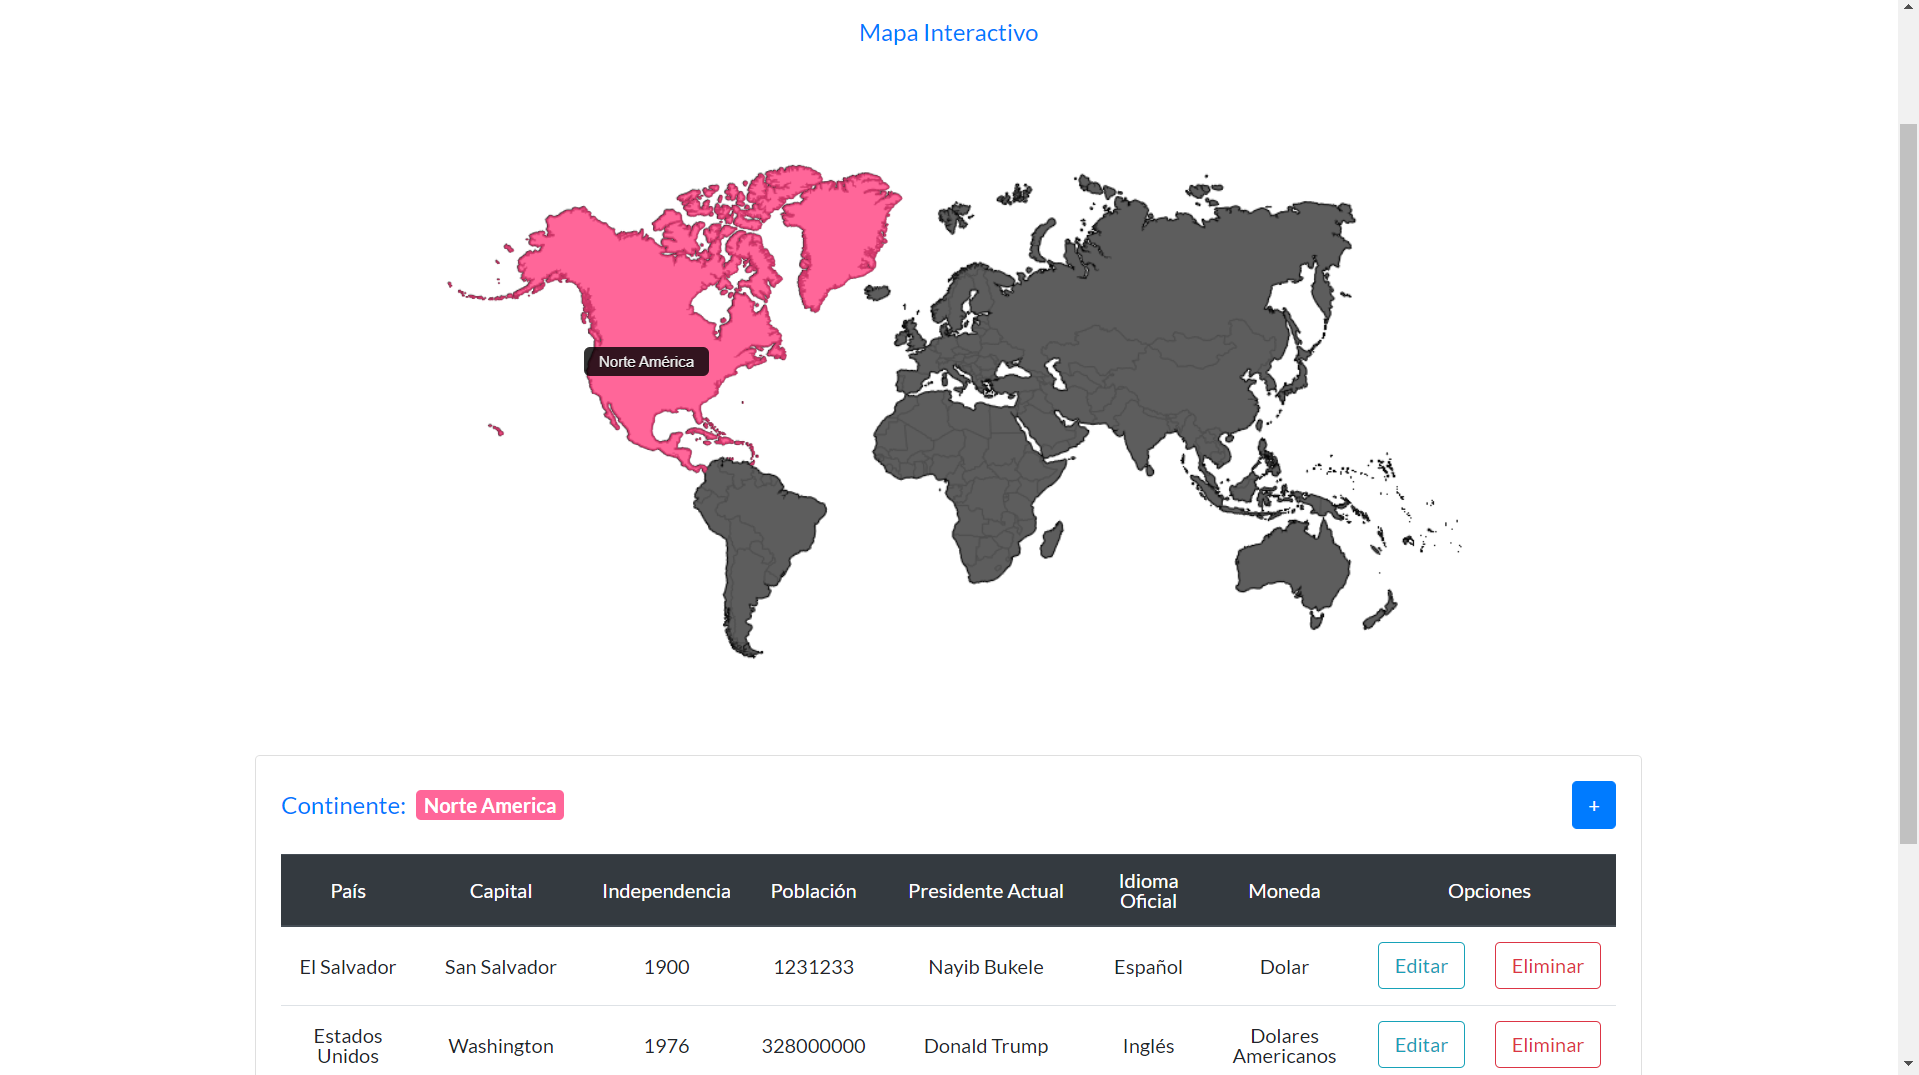 Mapa Interactivo
Norte América
Continente: Norte America
+
País Capital Independencia Población Presidente Actual Idioma Oficial Moneda Opciones
El Salvador San Salvador 1900 1231233 Nayib Bukele Español Dolar Editar Eliminar
Estados Unidos Washington 1976 328000000 Donald Trump Inglés Dolares Americanos Editar Eliminar